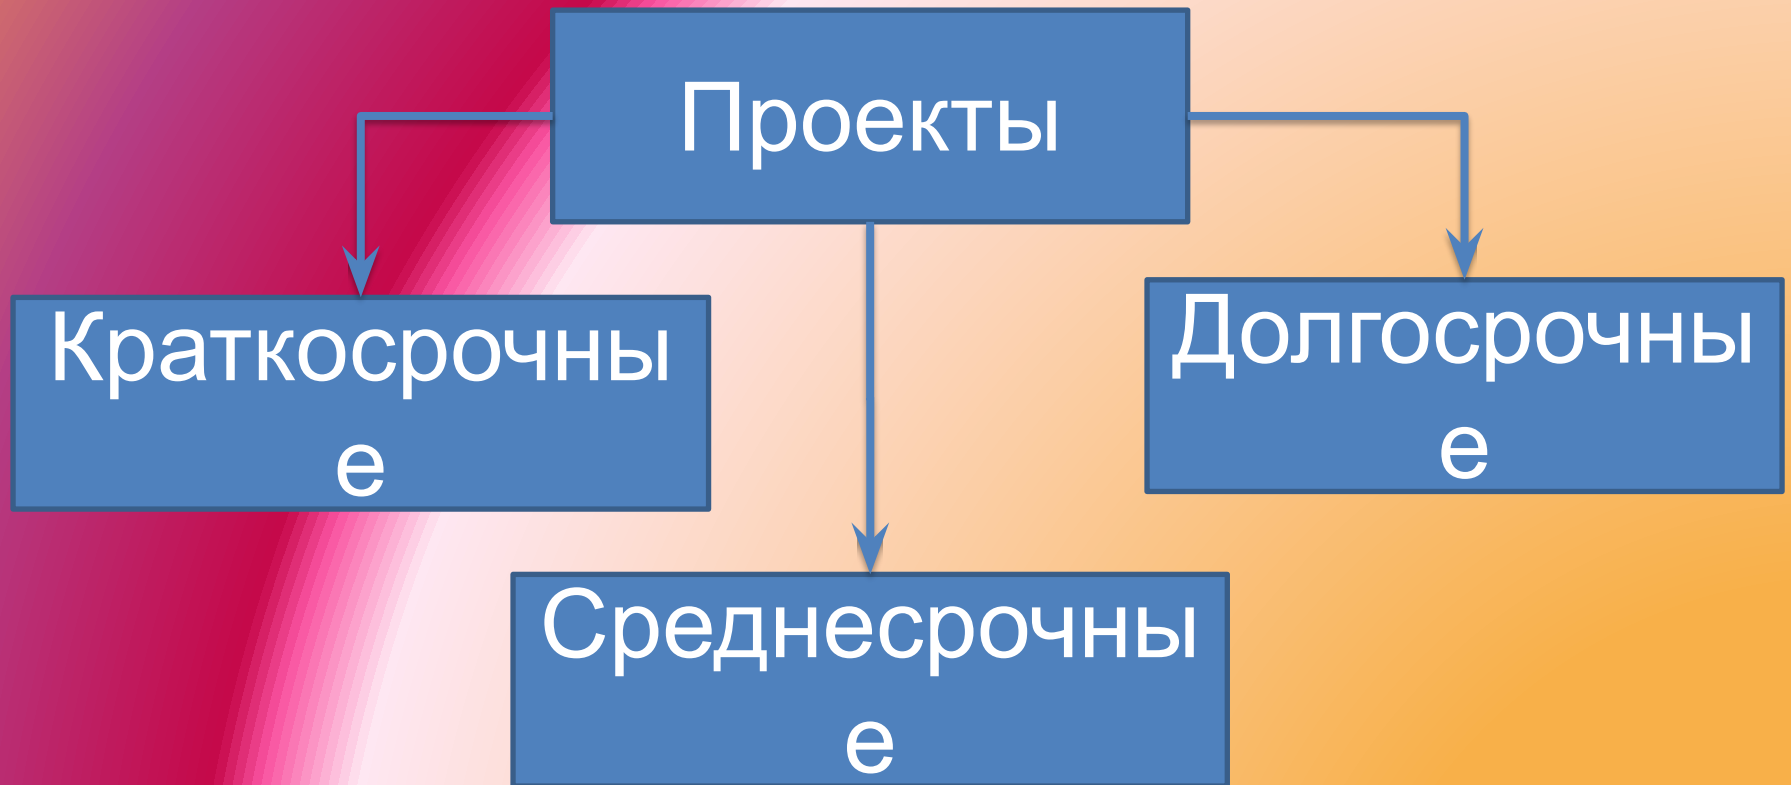 Проекты
Краткосрочны
е
Долгосрочны
е
Среднесрочны
е